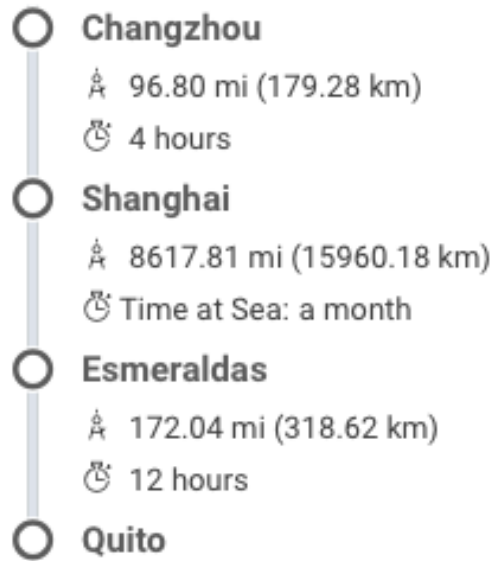 Changzhou
96.80 mi (179.28 km)
4 hours
Shanghai
8617.81 mi (15960.18 km)
Time at Sea: a month
Esmeraldas
172.04 mi (318.62 km)
12 hours
Quito